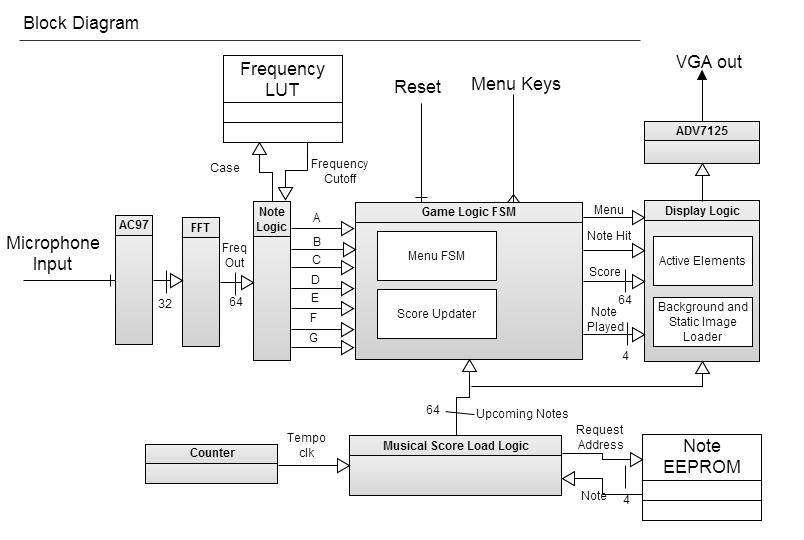 Block Diagram
Frequency
LUT
Reset
Menu Keys
VGA out
ADV7125
Case
Frequency
Cutoff
Microphone
Input
AC97
32
FFT
Freq
Out
64
Note
Logic
A
B
C
D
E
F
G
Game Logic FSM
Menu FSM
Score Updater
Menu
Note Hit
Score
64
Note
Played
4
Display Logic
Active Elements
Background and
Static Image
Loader
64
Upcoming Notes
Counter
Tempo
clk
Musical Score Load Logic
Request
Address
Note
4
Note
EEPROM